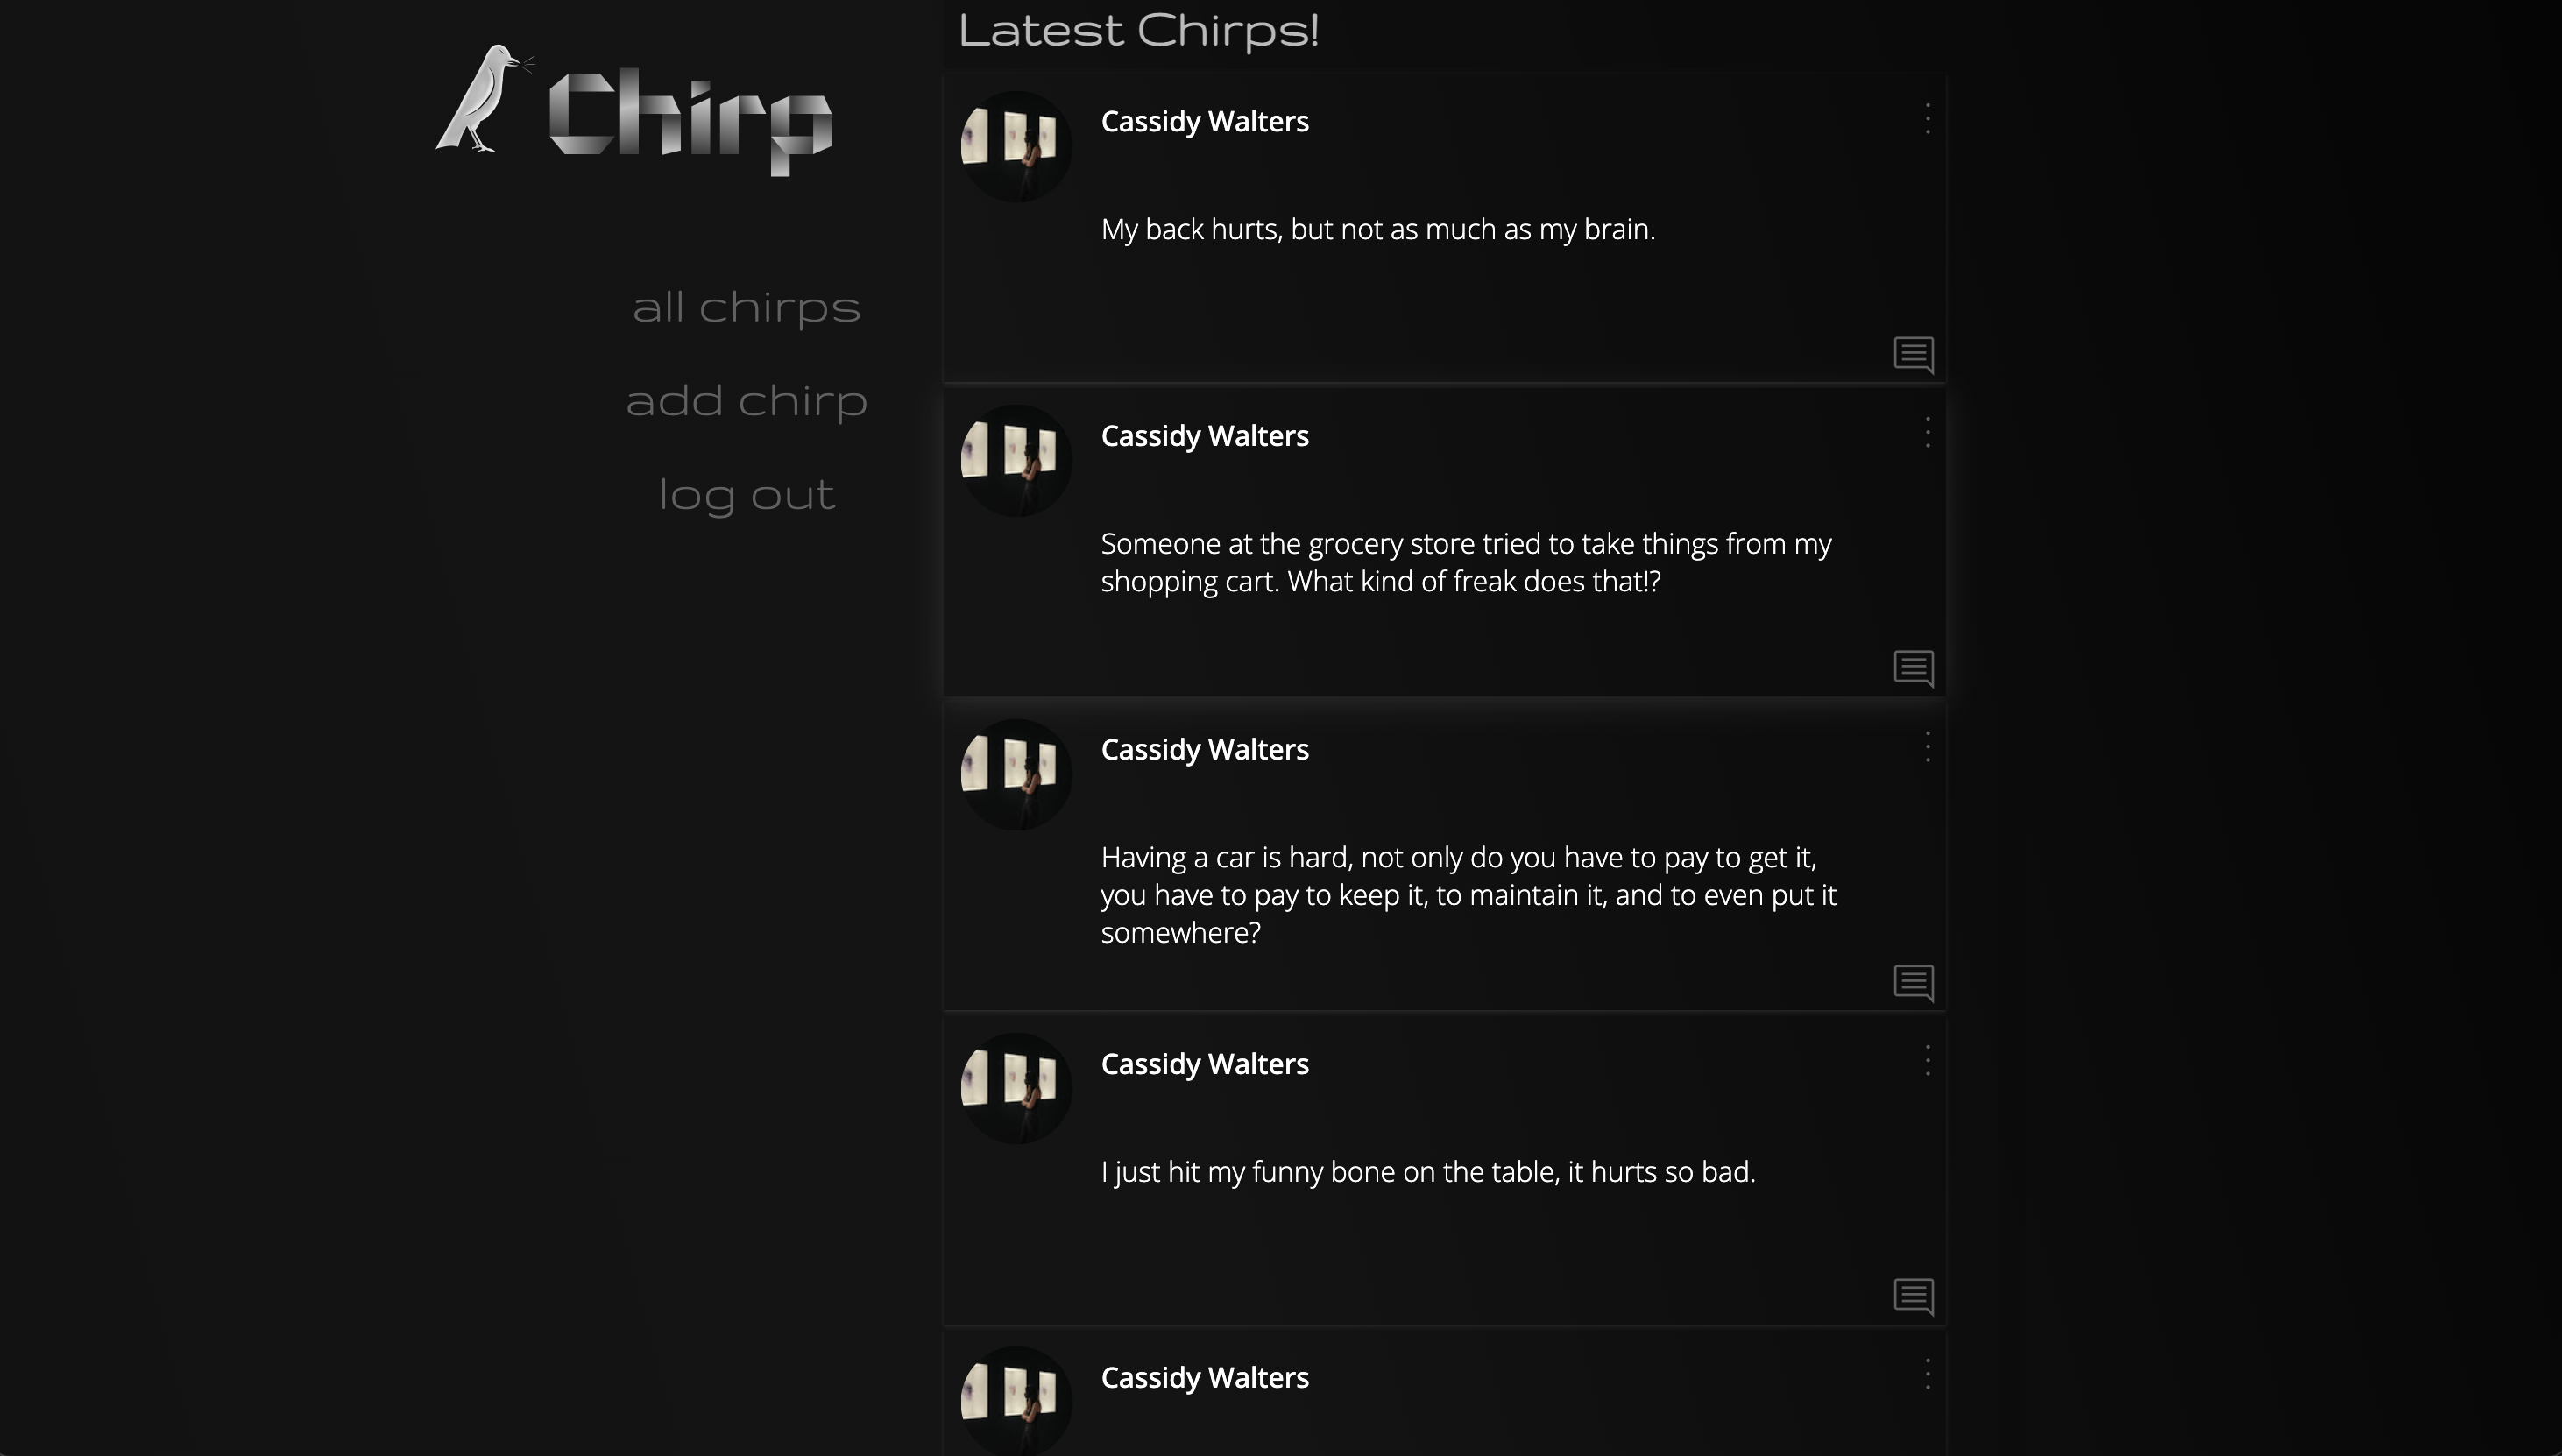 Chirp
all chirps
add chirp
log out
Latest Chirps!
Cassidy Walters
My back hurts, but not as much as my brain.
Cassidy Walters
Someone at the grocery store tried to take things from my
shopping cart. What kind of freak does that!?
Cassidy Walters
Having a car is hard, not only do you have to pay to get it,
you have to pay to keep it, to maintain it, and to even put it
somewhere?
Cassidy Walters
I just hit my funny bone on the table, it hurts so bad.
Cassidy Walters